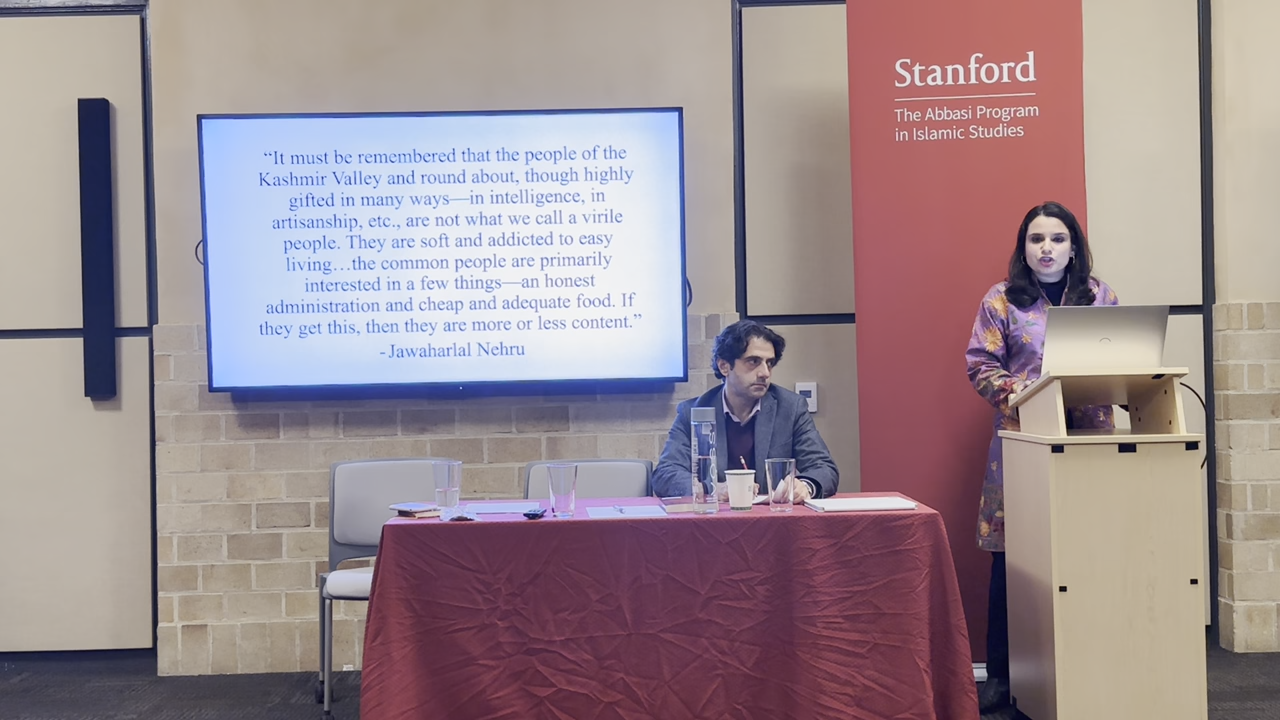 “It must be remembered that the people of the
Kashmir Valley and round about, though highly
gifted in many ways—in intelligence, in
artisanship, etc., are not what we call a virile
people. They are soft and addicted to easy
living…the common people are primarily
interested in a few things—an honest
administration and cheap and adequate food. If
they get this, then they are more or less content.”
-Jawaharlal Nehru
Stanford
The Abbasi Program
in Islamic Studies